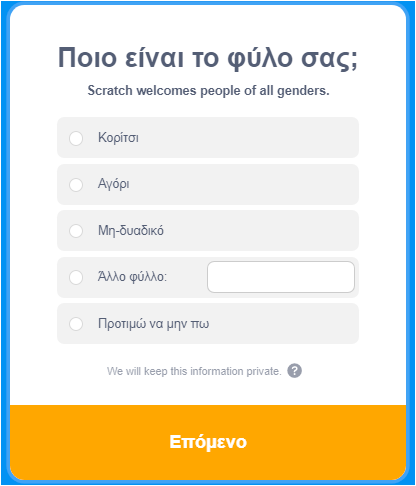 Ποιο είναι το φύλο σας;
Scratch welcomes people of all genders.
Κορίτσι
Αγόρι
Μη-δυαδικό
Άλλο φύλλο:
Προτιμώ να μην πω
We will keep this information private. ?
Επόμενο